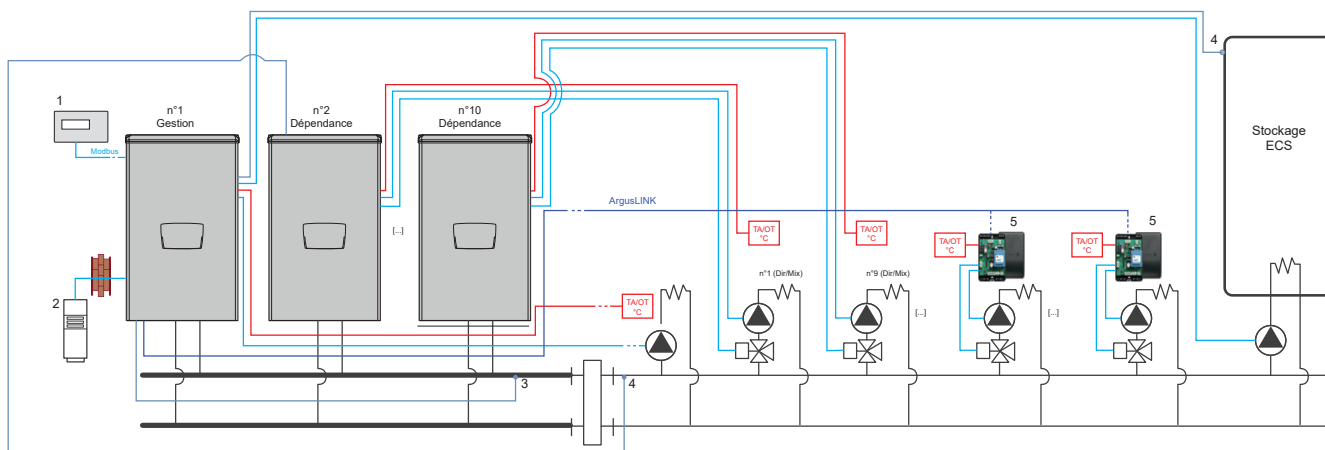 4
n°1
Gestion
n°2
Dépendance
n°10
Dépendance
1
Modbus
Stockage
ECS
ArgusLINK
[...]
TA/OT
°C
TA/OT
°C
5
TA/OT
°C
5
TA/OT
°C
n°1 (Dir/Mix)
n°9 (Dir/Mix)
2
TA/OT
°C
[...]
[...]
3
4